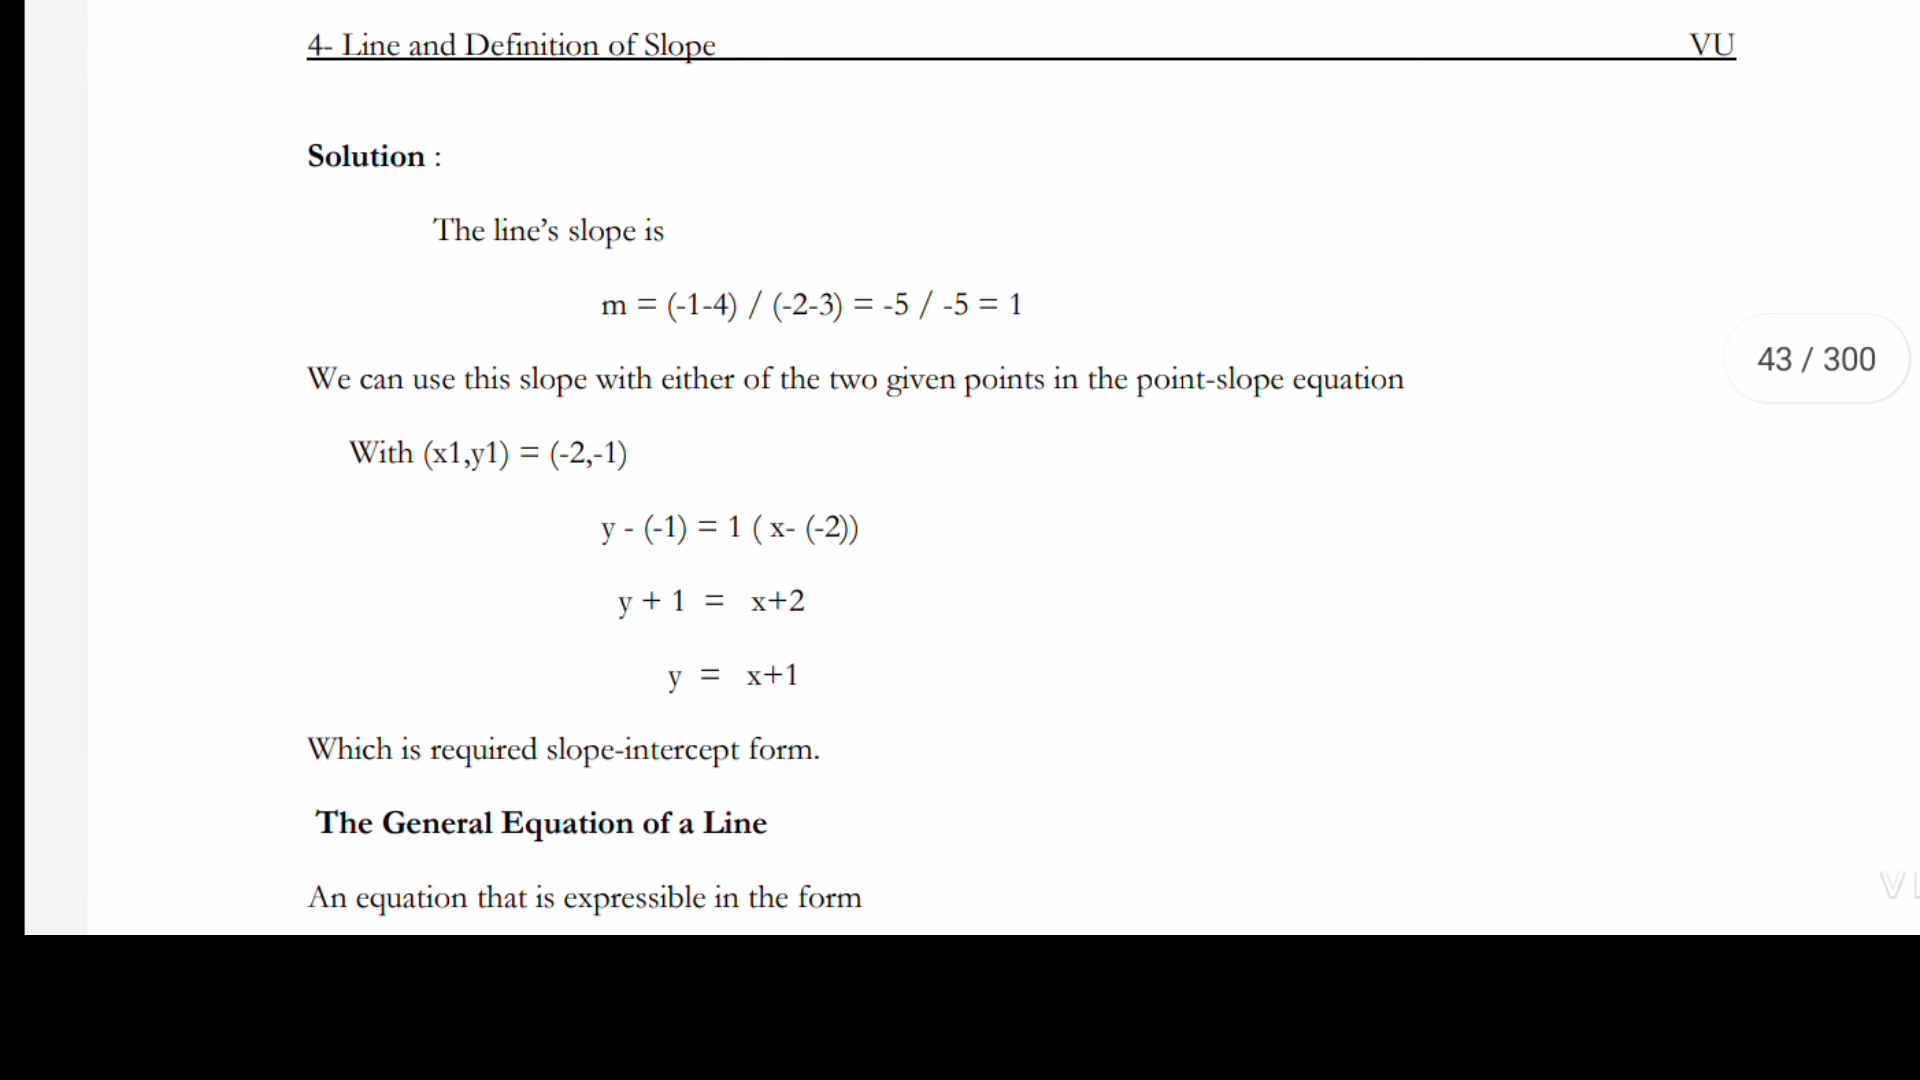 4- Line and Definition of Slope VU
Solution :
The line’s slope is
m = (-1-4) / (-2-3) = -5 / -5 = 1
We can use this slope with either of the two given points in the point-slope equation
43 / 300
With (x1,y1) = (-2,-1)
y - (-1) = 1 ( x- (-2))
y + 1 = x+2
y = x+1
Which is required slope-intercept form.
The General Equation of a Line
An equation that is expressible in the form